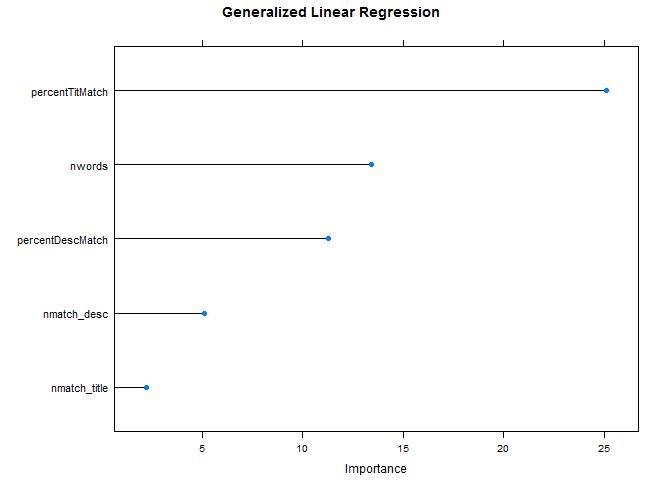 Generalized Linear Regression
percentTitMatch
nwords
percentDescMatch
nmatch_desc
nmatch_title
5 10 15 20 25
Importance